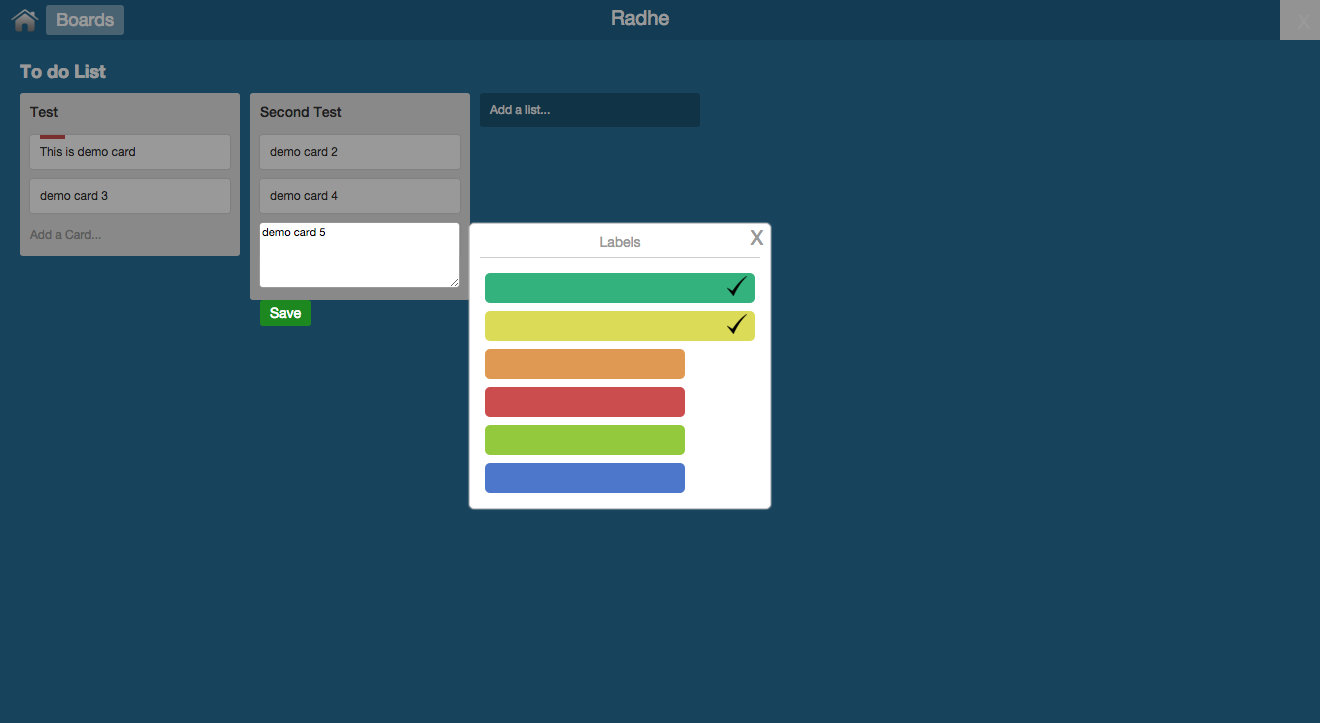 Boards
Radhe
X
To do List
Test
This is demo card
demo card 3
Add a Card...
Second Test
demo card 2
demo card 4
demo card 5
Save
Add a list...
Labels
X